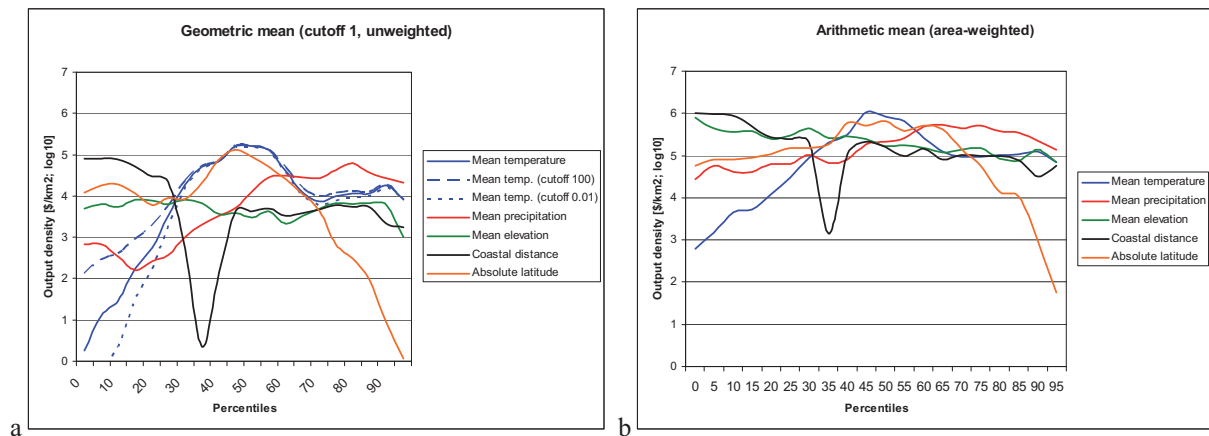 Geometric mean (cutoff 1, unweighted)
Output density [$/km2; log10]
7
6
5
4
3
2
1
0
0
10
20
30
40
50
60
70
80
90
Percentiles
Mean temperature
Mean temp. (cutoff 100)
Mean temp. (cutoff 0.01)
Mean precipitation
Mean elevation
Coastal distance
Absolute latitude
a
Arithmetic mean (area-weighted)
Output density [$/km2; log10]
7
6
5
4
3
2
1
0
0 5 10 15 20 25 30 35 40 45 50 55 60 65 70 75 80 85 90 95
Percentiles
Mean temperature
Mean precipitation
Mean elevation
Coastal distance
Absolute latitude
b